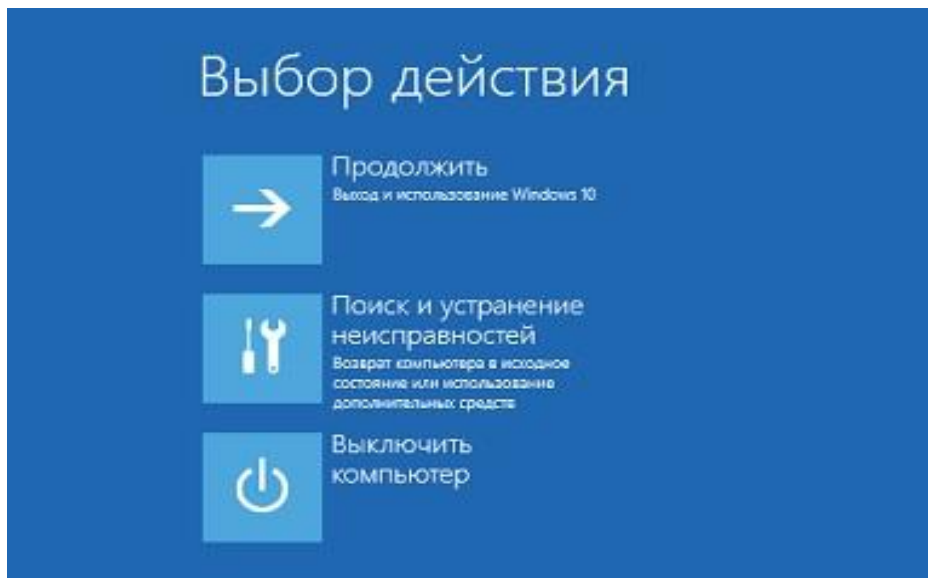 Выбор действия
Продолжить
Выход и использование Windows 10
Поиск и устранение
неисправностей
Возврат компьютера в исходное
состояние или использование
дополнительных средств
Выключить
компьютер